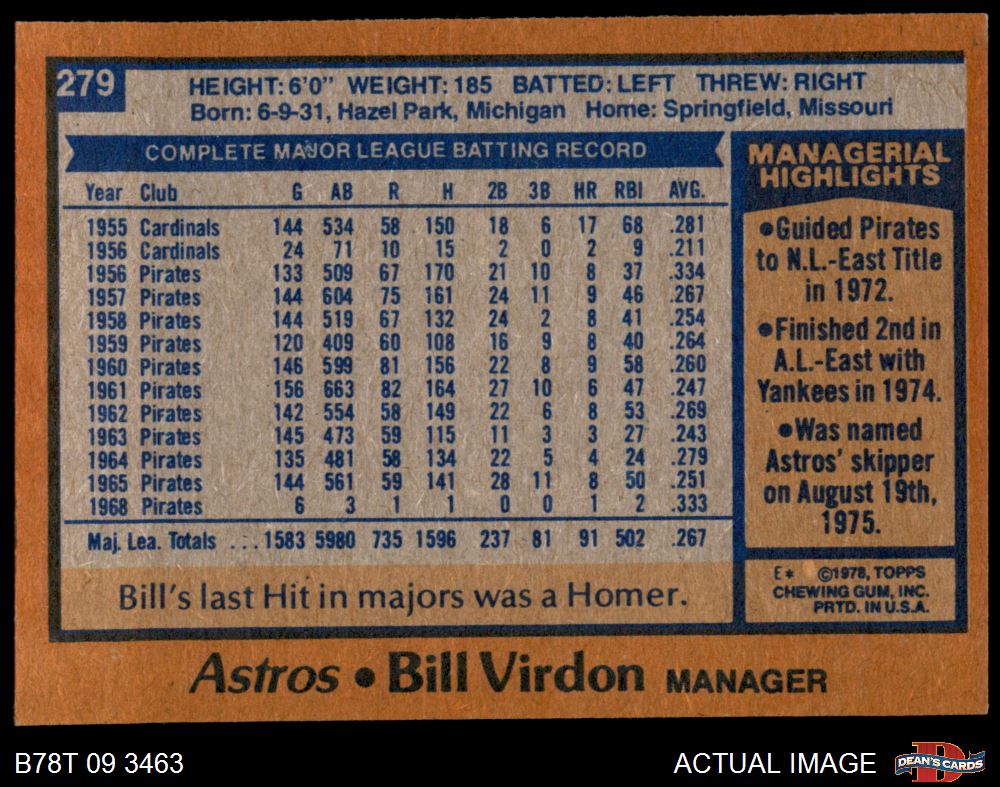 279
HEIGHT: 6'0" WEIGHT: 185 BATTED: LEFT THREW: RIGHT
Born: 6-9-31, Hazel Park, Michigan Home: Springfield, Missouri
COMPLETE MAJOR LEAGUE BATTING RECORD
Year Club G AB R H 2B 3B HR RBI AVG.
1955 Cardinals 144 534 58 150 18 6 17 68 .281
1956 Cardinals 24 71 10 15 2 0 2 9 .211
1956 Pirates 133 509 67 170 21 10 8 37 .334
1957 Pirates 144 604 75 161 24 11 9 46 .267
1958 Pirates 144 519 67 132 24 2 8 41 .254
1959 Pirates 120 409 60 108 16 9 8 40 .264
1960 Pirates 146 599 81 156 22 8 9 58 .260
1961 Pirates 156 663 82 164 27 10 6 47 .247
1962 Pirates 142 554 58 149 22 6 8 53 .269
1963 Pirates 145 473 59 115 11 3 3 27 .243
1964 Pirates 135 481 58 134 22 5 4 24 .279
1965 Pirates 144 561 59 141 28 11 8 50 .251
1968 Pirates 6 3 1 1 0 0 1 2 .333
Maj. Lea. Totals ... 1583 5980 735 1596 237 81 91 502 .267
Bill's last Hit in majors was a Homer.
MANAGERIAL
HIGHLIGHTS
•Guided Pirates
to N.L.-East Title
in 1972.
•Finished 2nd in
A.L.-East with
Yankees in 1974.
•Was named
Astros' skipper
on August 19th,
1975.
E* ©1978, TOPPS
CHEWING GUM, INC.
PRTD. IN U.S.A.
Astros • Bill Virdon MANAGER
B78T 09 3463
ACTUAL IMAGE
D
DEAN'S CARDS